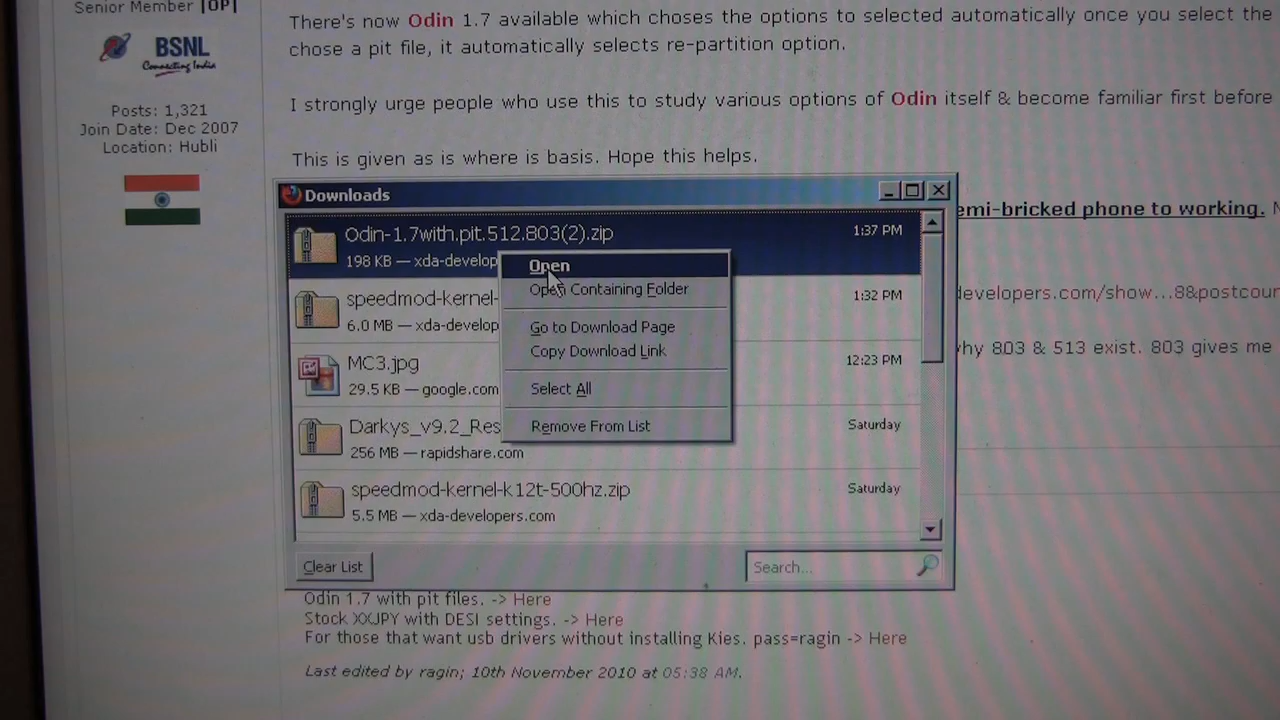 Senior Member [OP]
BSNL
Connecting India
Posts: 1,321
Join Date: Dec 2007
Location: Hubli
There's now Odin 1.7 available which choses the options to selected automatically once you select the
chose a pit file, it automatically selects re-partition option.
I strongly urge people who use this to study various options of Odin itself & become familiar first before
This is given as is where is basis. Hope this helps.
emi-bricked phone to working.
developers.com/show...8&postcoun
why 803 & 513 exist. 803 gives me
Downloads
Odin-1.7with.pit.512.803(2).zip
1:37 PM
198 KB — xda-develop
Open
Open Containing Folder
Go to Download Page
Copy Download Link
Select All
Remove From List
speedmod-kernel-
1:32 PM
6.0 MB — xda-develop
MC3.jpg
12:23 PM
29.5 KB — google.com
Darkys_v9.2_Res
Saturday
256 MB — rapidshare.com
speedmod-kernel-k12t-500hz.zip
Saturday
5.5 MB — xda-developers.com
Clear List
Search...
Odin 1.7 with pit files. -> Here
Stock XXJPY with DESI settings. -> Here
For those that want usb drivers without installing Kies. pass=ragin -> Here
Last edited by ragin; 10th November 2010 at 05:38 AM.